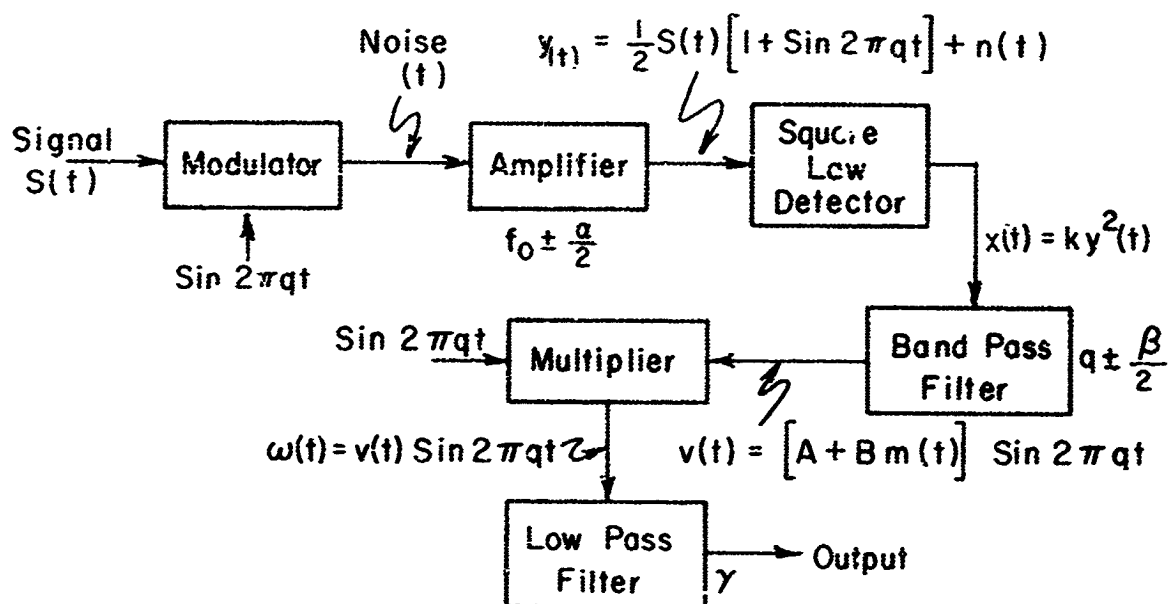 Noise
(t)
y(t) = 1/2 S(t) [1 + Sin 2πqt] + n(t)
Signal
S(t)
Modulator
Amplifier
Square
Law
Detector
f₀ ± α/2
Sin 2πqt
x(t) = ky²(t)
Sin 2πqt
Multiplier
Band Pass
Filter
q ± β/2
ω(t) = v(t) Sin 2πqt
v(t) = [A + B m(t)] Sin 2πqt
Low Pass
Filter
γ
Output